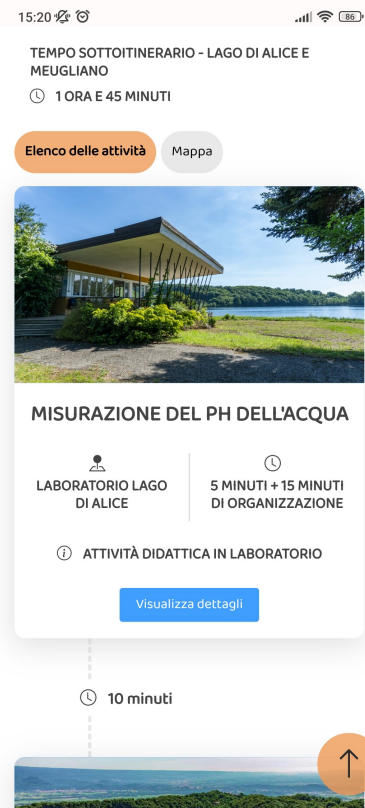 15:20
86
TEMPO SOTTOITINERARIO - LAGO DI ALICE E
MEUGLIANO
1 ORA E 45 MINUTI
Elenco delle attività
Mappa
MISURAZIONE DEL PH DELL'ACQUA
LABORATORIO LAGO
DI ALICE
5 MINUTI + 15 MINUTI
DI ORGANIZZAZIONE
ATTIVITÀ DIDATTICA IN LABORATORIO
Visualizza dettagli
10 minuti